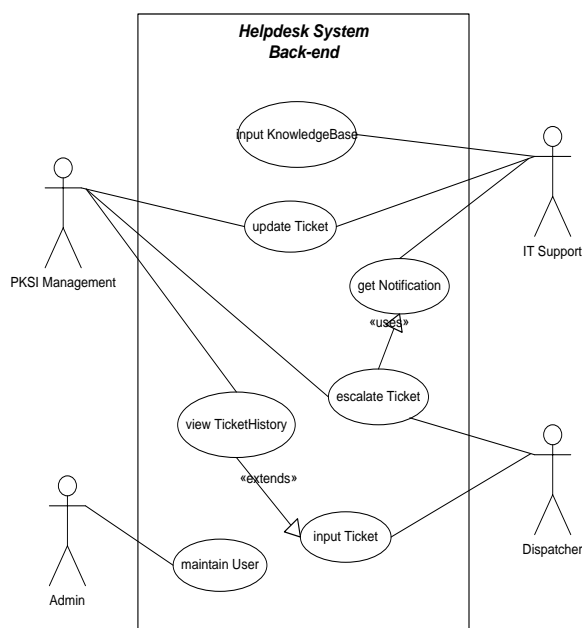 Helpdesk System
Back-end
input KnowledgeBase
update Ticket
IT Support
PKSI Management
get Notification
«uses»
escalate Ticket
view TicketHistory
«extends»
input Ticket
Dispatcher
maintain User
Admin